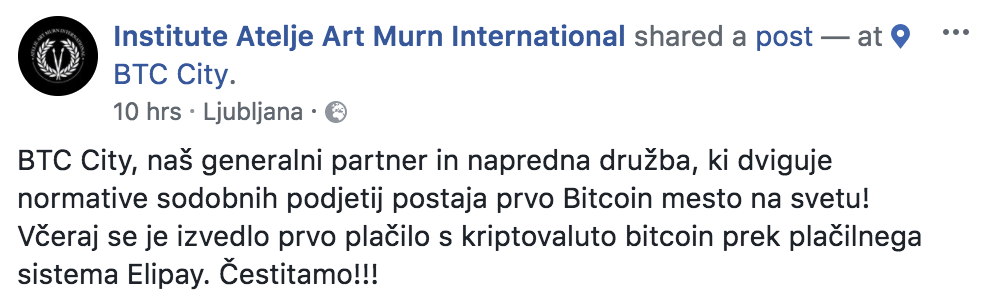 Institute Atelje Art Murn International shared a post — at
BTC City.
10 hrs · Ljubljana ·
BTC City, naš generalni partner in napredna družba, ki dviguje
normative sodobnih podjetij postaja prvo Bitcoin mesto na svetu!
Včeraj se je izvedlo prvo plačilo s kriptovaluto bitcoin prek plačilnega
sistema Elipay. Čestitamo!!!